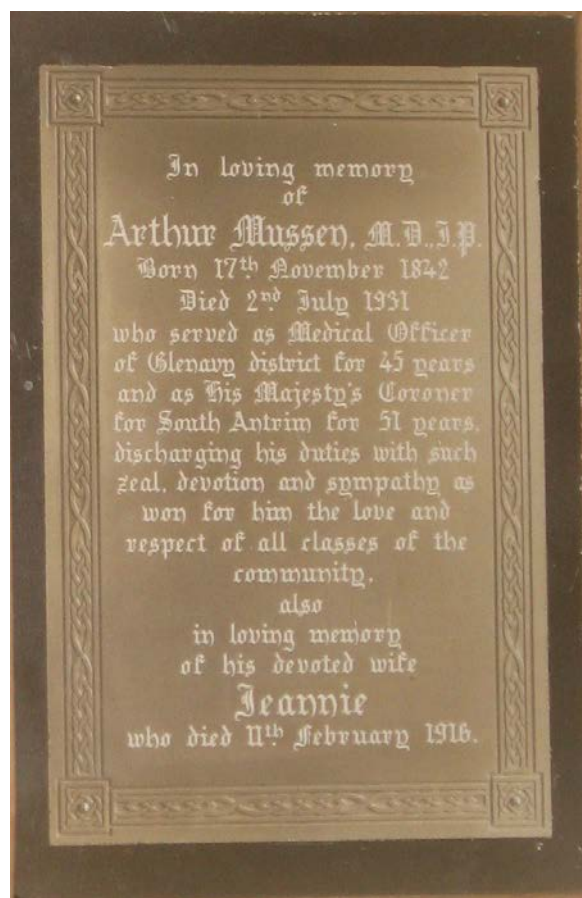 In loving memory
of
Arthur Mussen, M.D., J.P.
Born 17th November 1842
Died 2nd July 1931
who served as Medical Officer
of Glenavy district for 45 years
and as His Majesty's Coroner
for South Antrim for 51 years,
discharging his duties with such
zeal, devotion and sympathy as
won for him the love and
respect of all classes of the
community,
also
in loving memory
of his devoted wife
Jeannie
who died 11th February 1916.